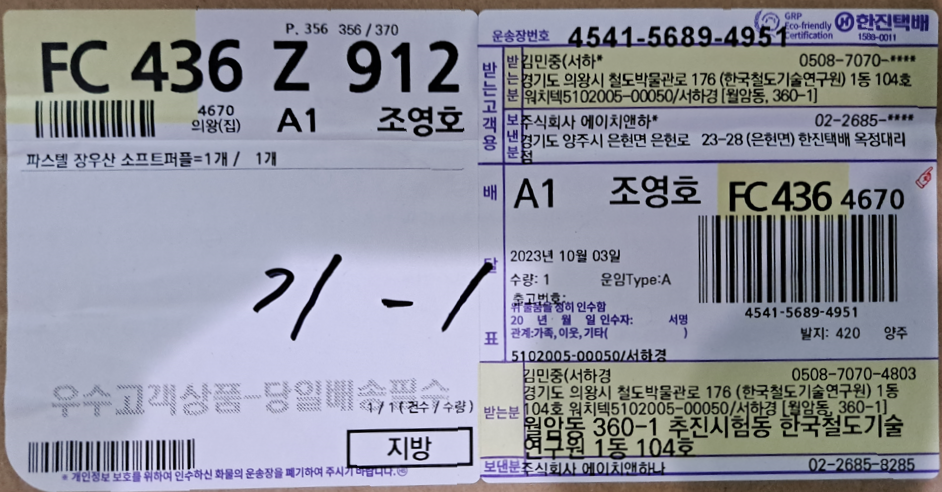 P. 356 356/370
FC 436 Z 912
4670
의왕(집)
A1 조영호
파스텔 장우산 소프트퍼플=1개 / 1개
기-1
우수고객상품-당일배송필수
1/1(건수/수량)
지방
* 개인정보 보호를 위하여 인수하신 화물의 운송장을 폐기하여 주시기 바랍니다.
GRP
Eco-friendly
Certification
한진택배
1588-0011
운송장번호 4541-5689-4951
받는고객용
받는분
김민중(서하* 0508-7070-****
경기도 의왕시 철도박물관로 176 (한국철도기술연구원) 1동 104호
워치텍5102005-00050/서하경 [월암동, 360-1]
보낸분
주식회사 에이치앤하* 02-2685-****
경기도 양주시 은현면 은현로 23-28 (은현면) 한진택배 옥정대리
점
배달표
A1 조영호 FC 436 4670
2023년 10월 03일
수량: 1 운임Type:A
출고번호:
위 물품을 정히 인수함
20 년 월 일 인수자: 서명
관계:가족, 이웃, 기타( )
5102005-00050/서하경
4541-5689-4951
발지: 420 양주
받는분
김민중(서하경 0508-7070-4803
경기도 의왕시 철도박물관로 176 (한국철도기술연구원) 1동
104호 워치텍5102005-00050/서하경 [월암동, 360-1]
월암동 360-1 추진시험동 한국철도기술
연구원 1동 104호
보낸분 주식회사 에이치앤하나 02-2685-8285